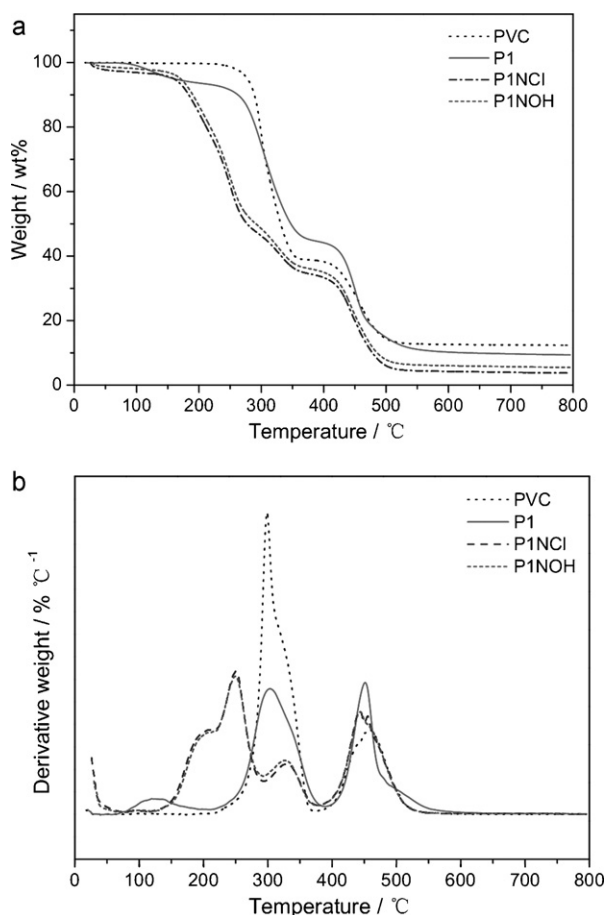 a
PVC
P1
P1NCl
P1NOH
100
80
60
40
20
0
Weight / wt%
0 100 200 300 400 500 600 700 800
Temperature / ℃
b
PVC
P1
P1NCl
P1NOH
Derivative weight / % ℃ -1
0 100 200 300 400 500 600 700 800
Temperature / ℃